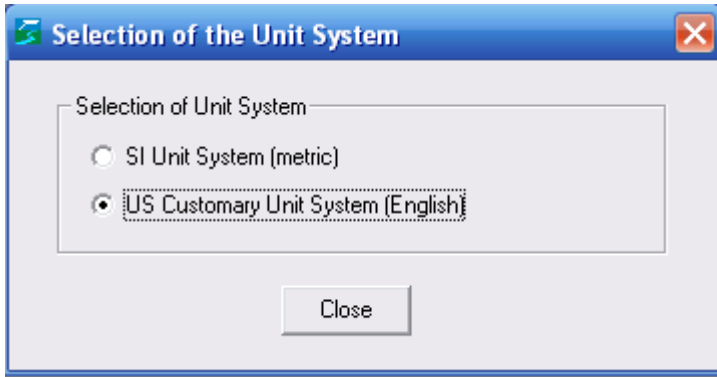 Selection of the Unit System
Selection of Unit System
SI Unit System (metric)
US Customary Unit System (English)
Close